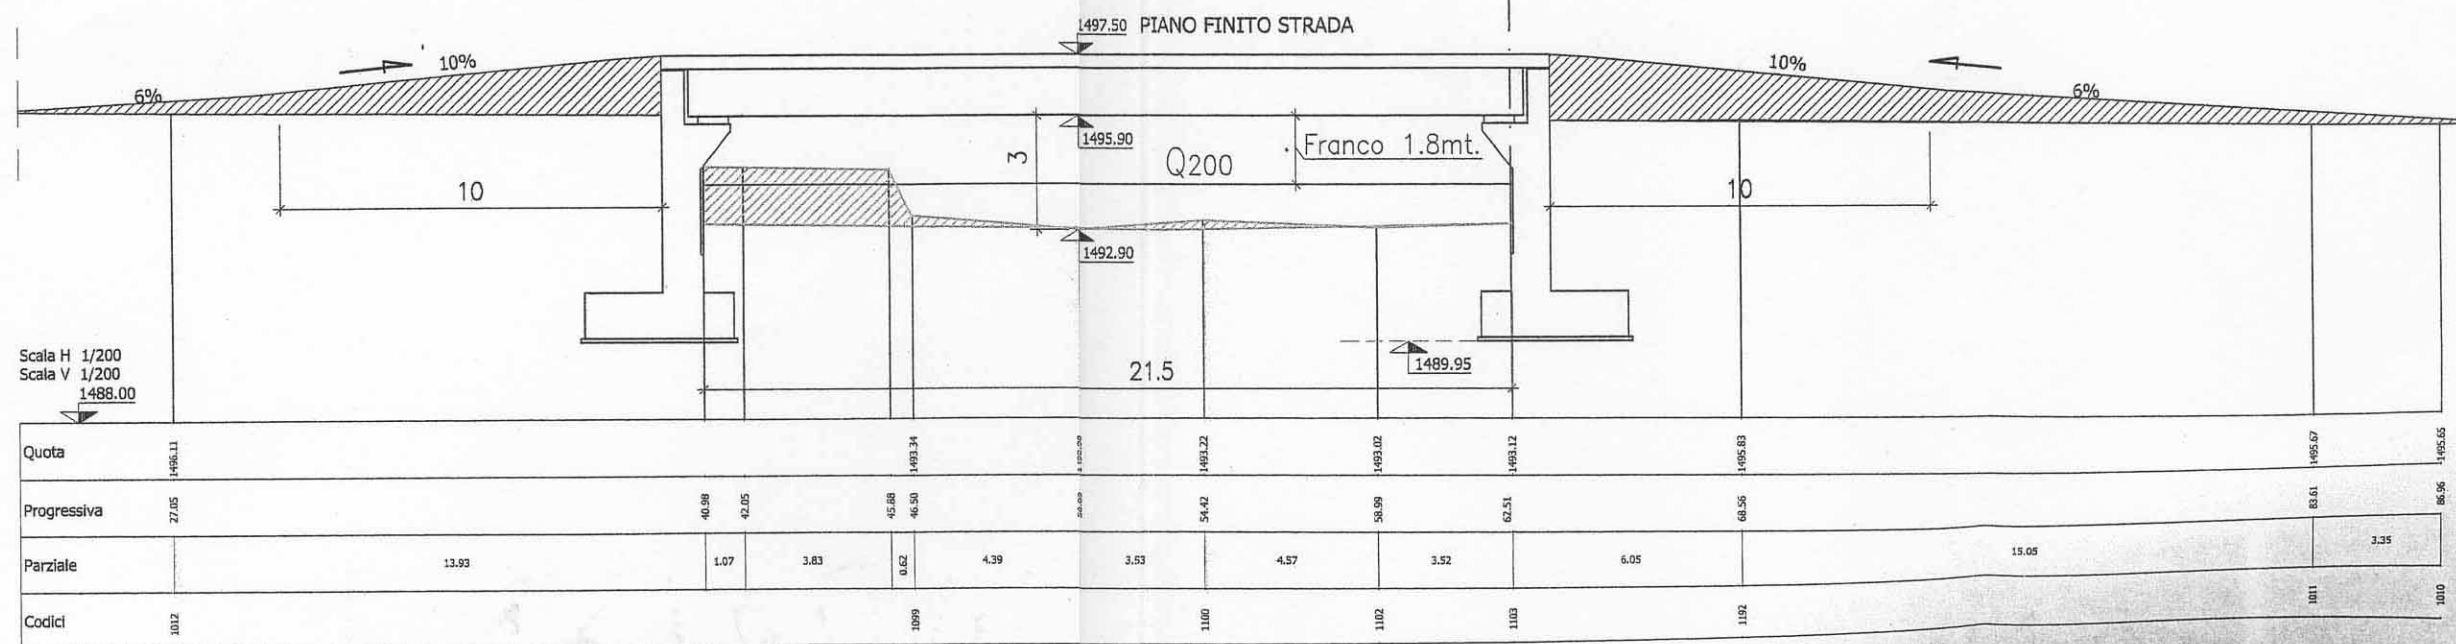 1497.50 PIANO FINITO STRADA
6%
10%
10%
6%
1495.90
3
Q200
Franco 1.8mt.
10
10
1492.90
21.5
1489.95
Scala H 1/200
Scala V 1/200
1488.00
Quota 1496.11 1493.34 1493.22 1493.02 1493.12 1495.83 1495.67 1495.65
Progressiva 27.05 40.98 42.05 45.88 46.50 54.42 58.99 62.51 68.56 83.61 86.96
Parziale 13.93 1.07 3.83 0.62 4.39 3.53 4.57 3.52 6.05 15.05 3.35
Codici 1012 1099 1100 1102 1103 1192 1011 1010